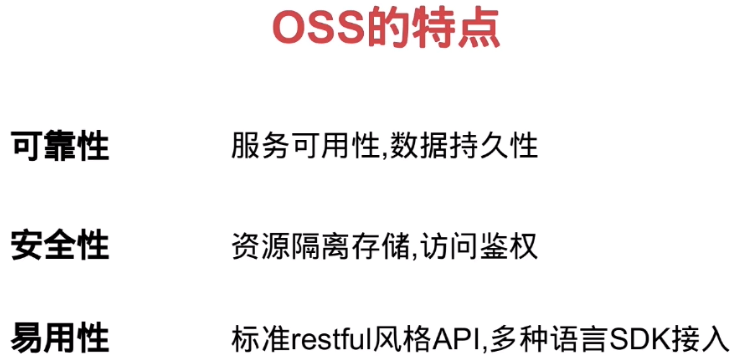 OSS的特点
可靠性 服务可用性,数据持久性
安全性 资源隔离存储,访问鉴权
易用性 标准restful风格API,多种语言SDK接入